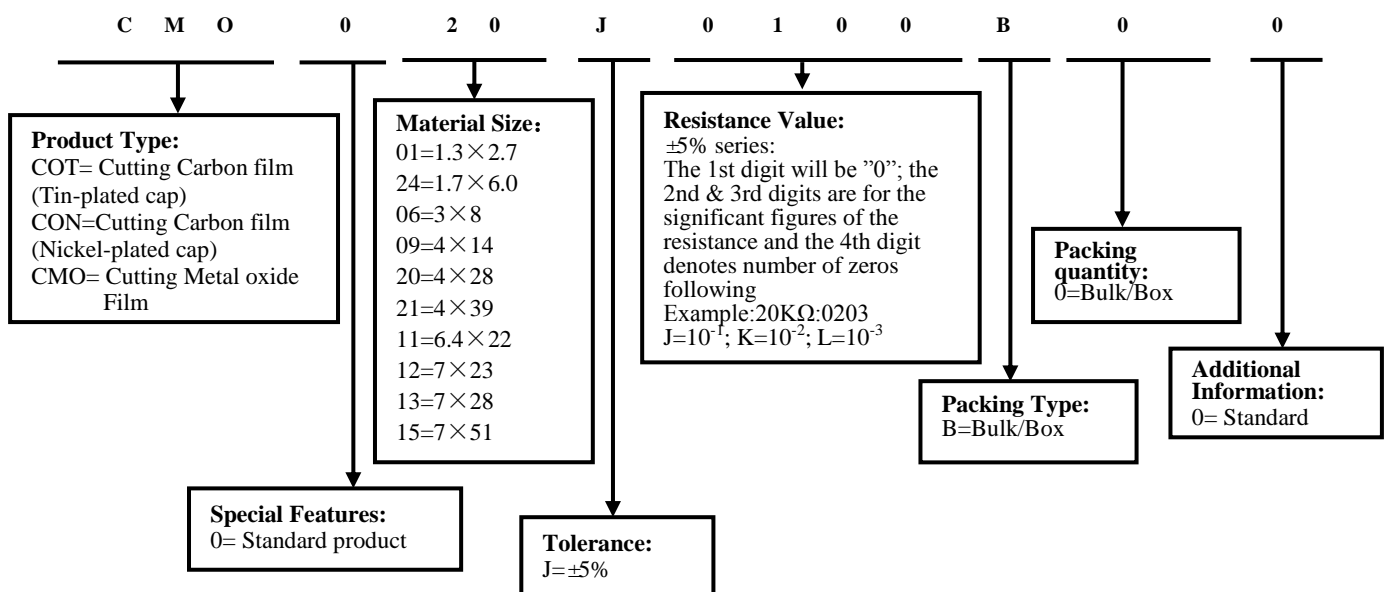 C M O 0 2 0 J 0 1 0 0 B 0 0
Product Type:
COT= Cutting Carbon film
(Tin-plated cap)
CON=Cutting Carbon film
(Nickel-plated cap)
CMO= Cutting Metal oxide
Film
Material Size：
01=1.3×2.7
24=1.7×6.0
06=3×8
09=4×14
20=4×28
21=4×39
11=6.4×22
12=7×23
13=7×28
15=7×51
Resistance Value:
±5% series:
The 1st digit will be ”0”; the
2nd & 3rd digits are for the
significant figures of the
resistance and the 4th digit
denotes number of zeros
following
Example:20KΩ:0203
J=10⁻¹; K=10⁻²; L=10⁻³
Packing
quantity:
0=Bulk/Box
Additional
Information:
0= Standard
Packing Type:
B=Bulk/Box
Special Features:
0= Standard product
Tolerance:
J=±5%